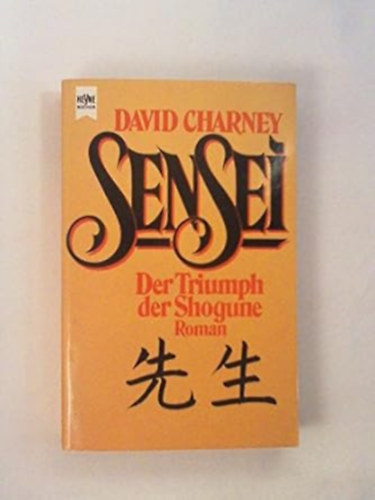 HEYNE
BÜCHER
DAVID CHARNEY
SENSEI
Der Triumph
der Shogune
Roman
先生